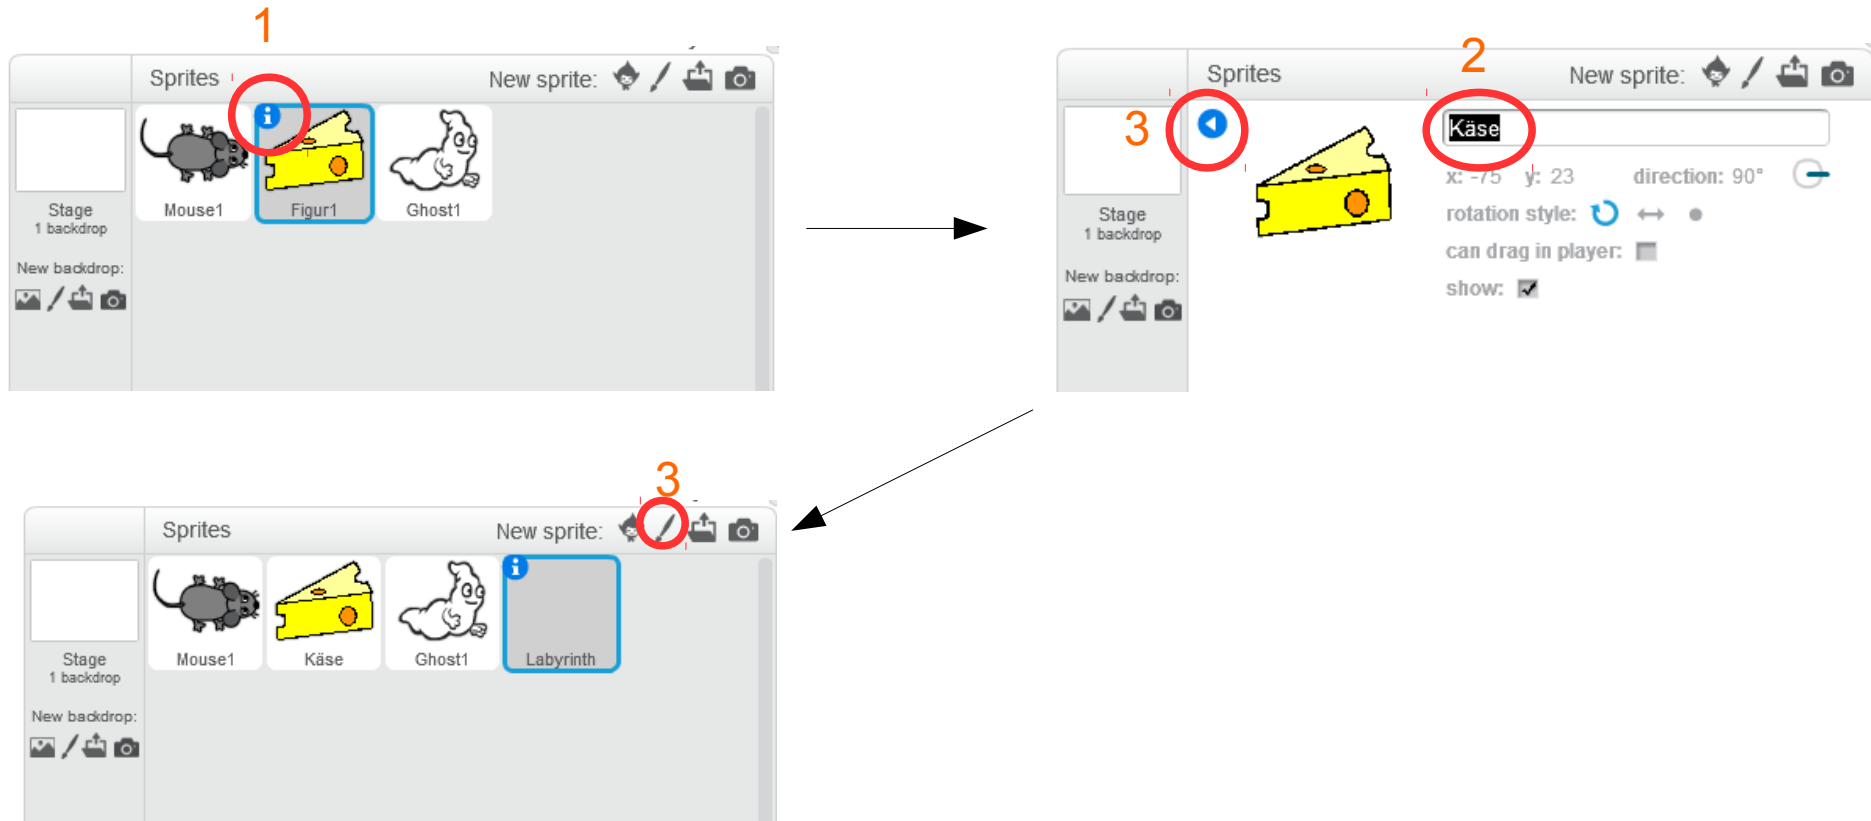 1
Sprites
New sprite:
Mouse1
Figur1
Ghost1
Stage
1 backdrop
New backdrop:
2
Sprites
New sprite:
3
Käse
x: -75 y: 23 direction: 90°
rotation style:
can drag in player:
show:
Stage
1 backdrop
New backdrop:
3
Sprites
New sprite:
Mouse1
Käse
Ghost1
Labyrinth
Stage
1 backdrop
New backdrop: